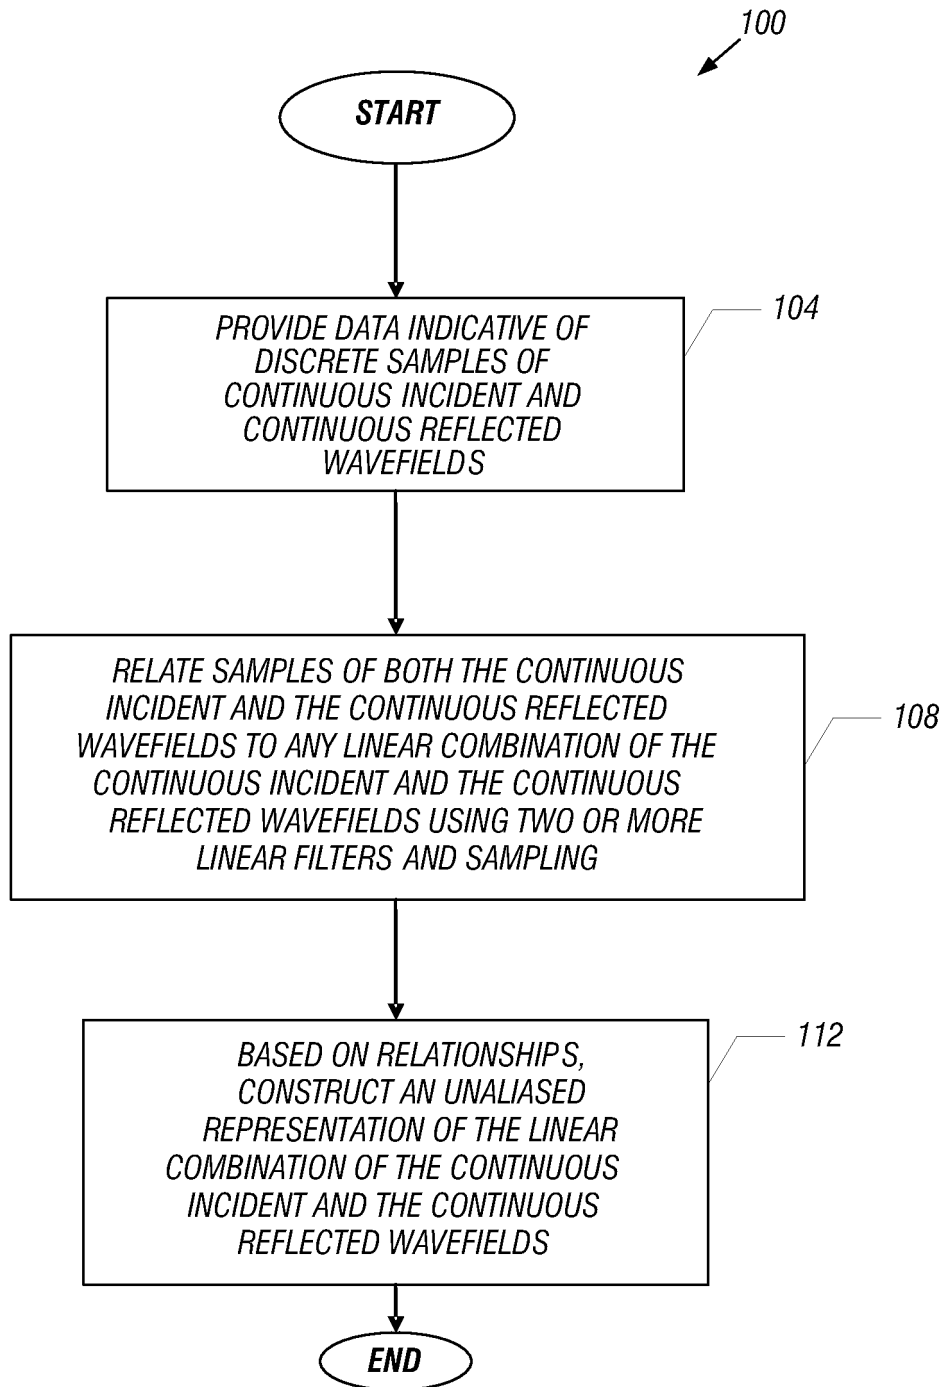 100
START
PROVIDE DATA INDICATIVE OF
DISCRETE SAMPLES OF
CONTINUOUS INCIDENT AND
CONTINUOUS REFLECTED
WAVEFIELDS
104
RELATE SAMPLES OF BOTH THE CONTINUOUS
INCIDENT AND THE CONTINUOUS REFLECTED
WAVEFIELDS TO ANY LINEAR COMBINATION OF THE
CONTINUOUS INCIDENT AND THE CONTINUOUS
REFLECTED WAVEFIELDS USING TWO OR MORE
LINEAR FILTERS AND SAMPLING
108
BASED ON RELATIONSHIPS,
CONSTRUCT AN UNALIASED
REPRESENTATION OF THE LINEAR
COMBINATION OF THE CONTINUOUS
INCIDENT AND THE CONTINUOUS
REFLECTED WAVEFIELDS
112
END